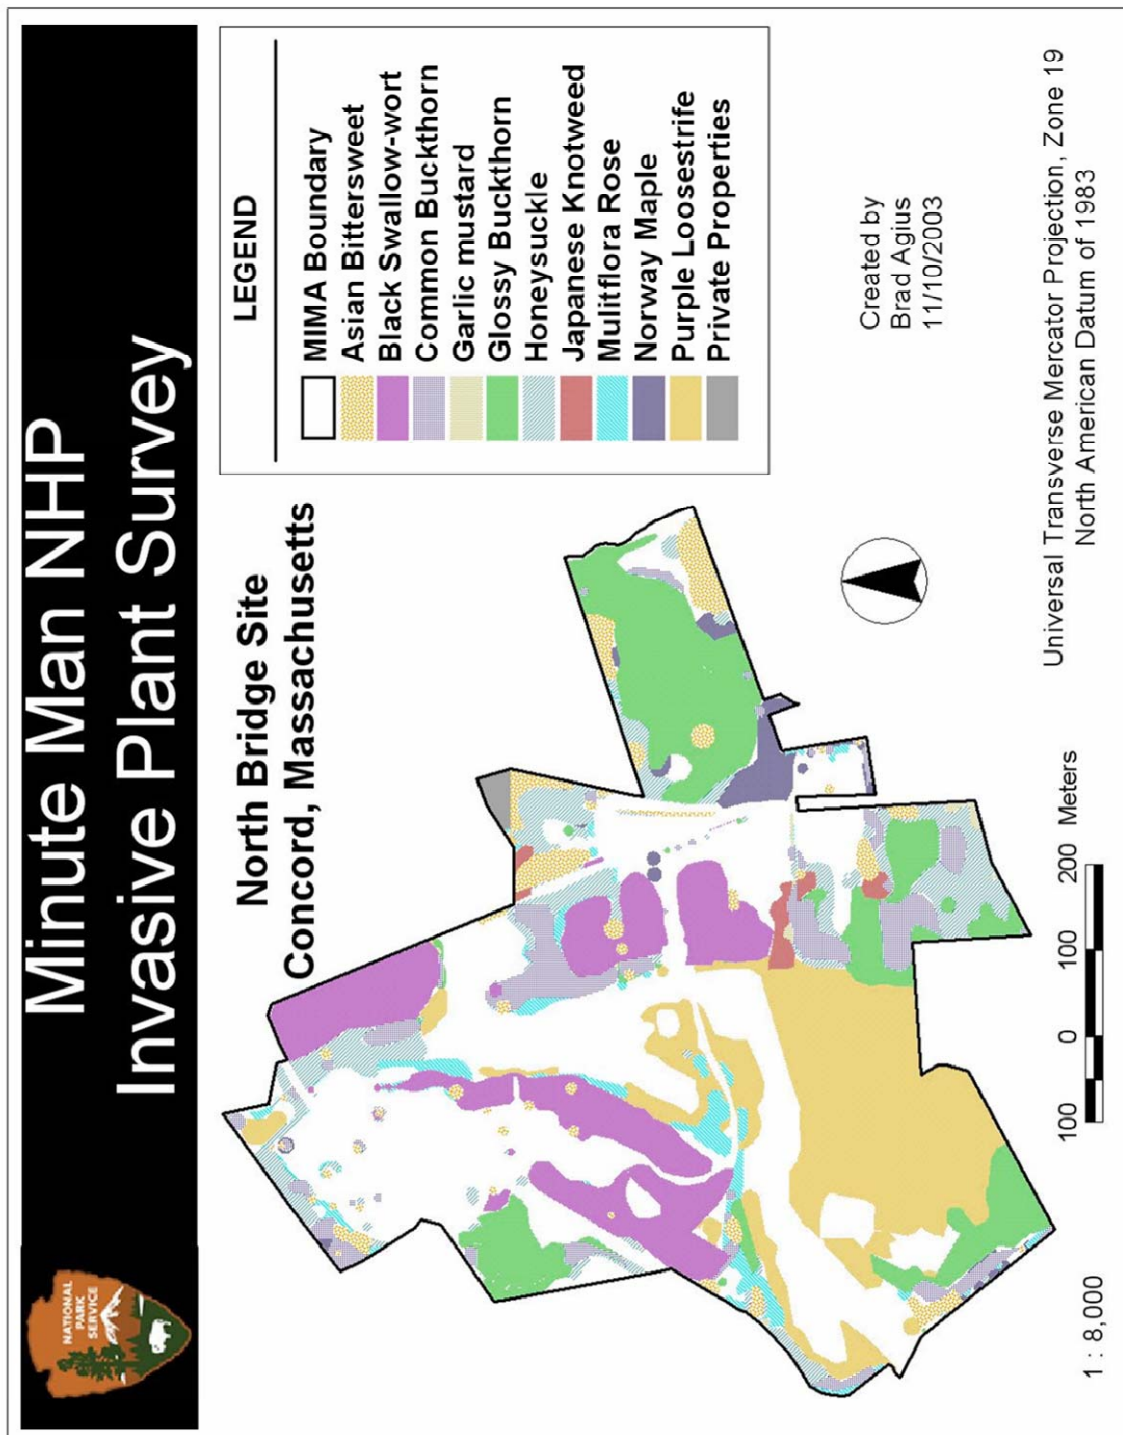 Minute Man NHP
Invasive Plant Survey
NATIONAL
PARK
SERVICE
North Bridge Site
Concord, Massachusetts
LEGEND
MIMA Boundary
Asian Bittersweet
Black Swallow-wort
Common Buckthorn
Garlic mustard
Glossy Buckthorn
Honeysuckle
Japanese Knotweed
Mulitflora Rose
Norway Maple
Purple Loosestrife
Private Properties
Created by
Brad Agius
11/10/2003
1 : 8,000
100 0 100 200 Meters
Universal Transverse Mercator Projection, Zone 19
North American Datum of 1983